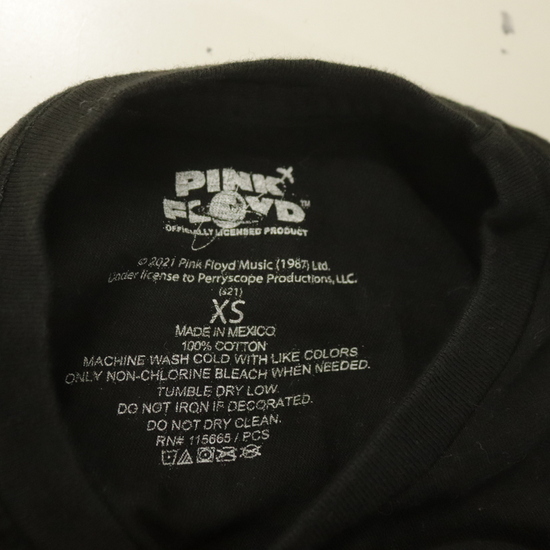 PINK
FLOYD™
OFFICIALLY LICENSED PRODUCT
©2021 Pink Floyd Music (1987) Ltd.
Under license to Perryscope Productions, LLC.
(s21)
XS
MADE IN MEXICO
100% COTTON
MACHINE WASH COLD WITH LIKE COLORS
ONLY NON-CHLORINE BLEACH WHEN NEEDED.
TUMBLE DRY LOW.
DO NOT IRON IF DECORATED.
DO NOT DRY CLEAN.
RN# 115665 / PCS